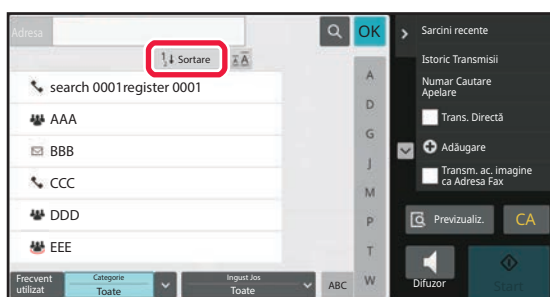 Adresa
OK
Sortare
A
search 0001register 0001
AAA
BBB
CCC
DDD
EEE
A
D
G
J
M
P
T
W
Frecvent
utilizat
Categorie
Toate
Ingust Jos
Toate
ABC
Sarcini recente
Istoric Transmisii
Numar Cautare
Apelare
Trans. Directă
Adăugare
Transm. ac. imagine
ca Adresa Fax
Previzualiz.
CA
Difuzor
Start